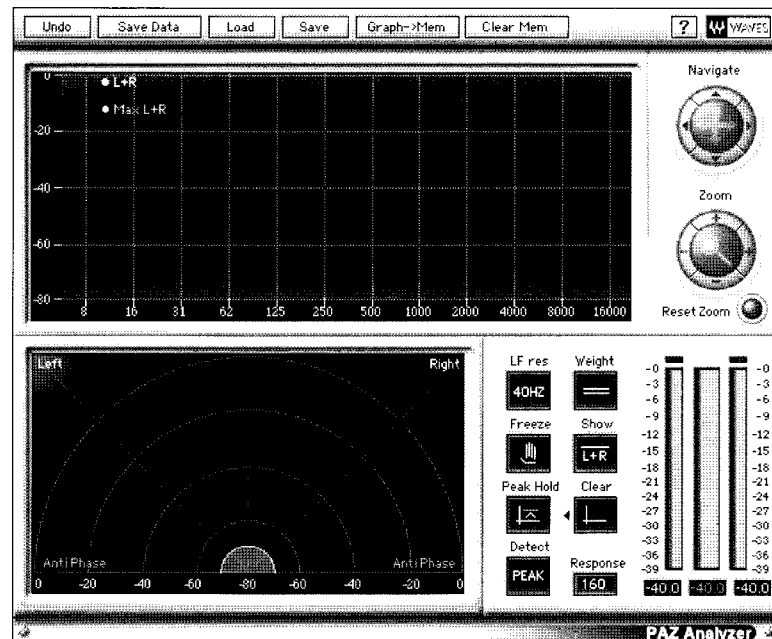 Undo Save Data Load Save Graph->Mem Clear Mem ? WAVES
Navigate
0
L+R
Max L+R
-20
-40
-60
-80
8 16 31 62 125 250 500 1000 2000 4000 8000 16000
Zoom
Reset Zoom
Left Right
AntiPhase AntiPhase
0 -20 -40 -60 -80 -60 -40 -20 0
LF res Weight
40HZ
Freeze Show
L+R
Peak Hold Clear
Detect
PEAK
Response
160
-0 -0
-3 -3
-6 -6
-9 -9
-12 -12
-15 -15
-18 -18
-21 -21
-24 -24
-27 -27
-30 -30
-33 -33
-36 -36
-39 -39
-40.0 -40.0 -40.0
PAZ Analyzer